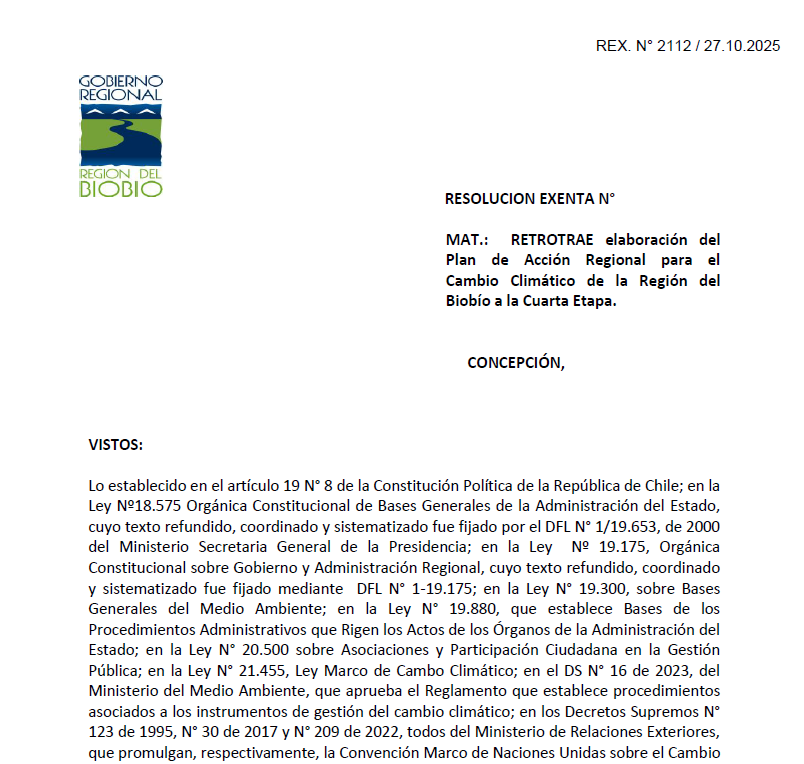 REX. N° 2112 / 27.10.2025
GOBIERNO
REGIONAL
REGIÓN DEL
BIOBIO
RESOLUCION EXENTA N°
MAT.: RETROTRAE elaboración del
Plan de Acción Regional para el
Cambio Climático de la Región del
Biobío a la Cuarta Etapa.
CONCEPCIÓN,
VISTOS:
Lo establecido en el artículo 19 N° 8 de la Constitución Política de la República de Chile; en la
Ley Nº18.575 Orgánica Constitucional de Bases Generales de la Administración del Estado,
cuyo texto refundido, coordinado y sistematizado fue fijado por el DFL N° 1/19.653, de 2000
del Ministerio Secretaria General de la Presidencia; en la Ley Nº 19.175, Orgánica
Constitucional sobre Gobierno y Administración Regional, cuyo texto refundido, coordinado
y sistematizado fue fijado mediante DFL N° 1-19.175; en la Ley N° 19.300, sobre Bases
Generales del Medio Ambiente; en la Ley N° 19.880, que establece Bases de los
Procedimientos Administrativos que Rigen los Actos de los Órganos de la Administración del
Estado; en la Ley N° 20.500 sobre Asociaciones y Participación Ciudadana en la Gestión
Pública; en la Ley N° 21.455, Ley Marco de Cambo Climático; en el DS N° 16 de 2023, del
Ministerio del Medio Ambiente, que aprueba el Reglamento que establece procedimientos
asociados a los instrumentos de gestión del cambio climático; en los Decretos Supremos N°
123 de 1995, N° 30 de 2017 y N° 209 de 2022, todos del Ministerio de Relaciones Exteriores,
que promulgan, respectivamente, la Convención Marco de Naciones Unidas sobre el Cambio